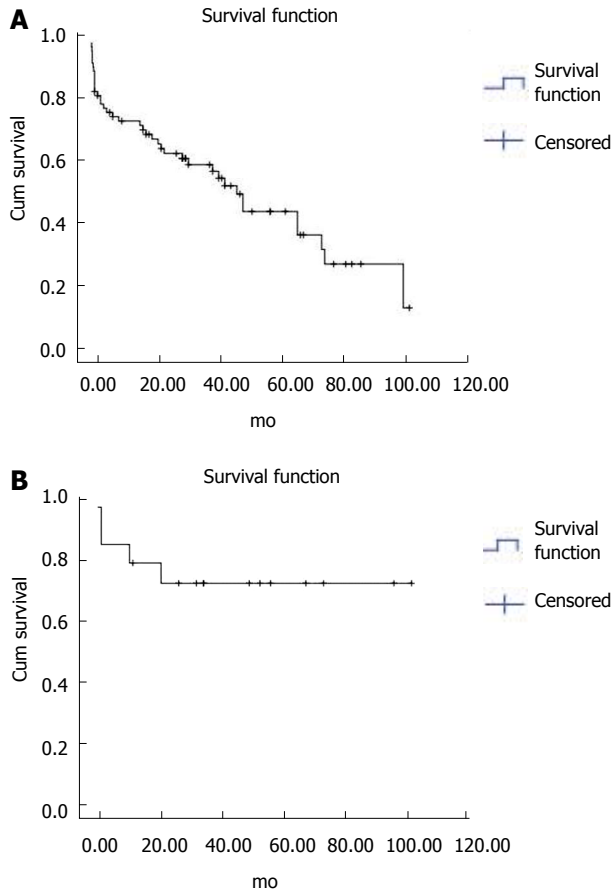 A
Survival function
1.0
0.8
0.6
0.4
0.2
0.0
Cum survival
0.00 20.00 40.00 60.00 80.00 100.00 120.00
mo
Survival
function
Censored
B
Survival function
1.0
0.8
0.6
0.4
0.2
0.0
Cum survival
0.00 20.00 40.00 60.00 80.00 100.00 120.00
mo
Survival
function
Censored